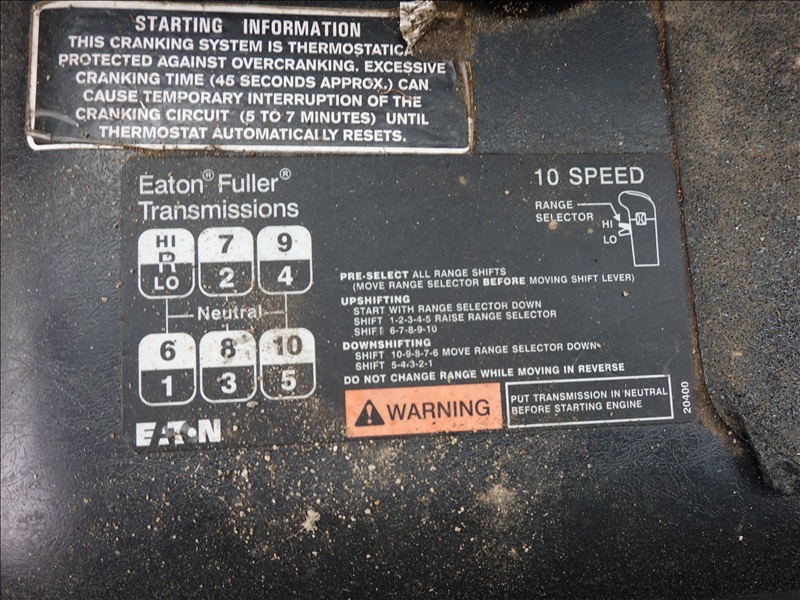 STARTING INFORMATION
THIS CRANKING SYSTEM IS THERMOSTATICA
PROTECTED AGAINST OVERCRANKING. EXCESSIVE
CRANKING TIME (45 SECONDS APPROX.) CAN
CAUSE TEMPORARY INTERRUPTION OF THE
CRANKING CIRCUIT (5 TO 7 MINUTES) UNTIL
THERMOSTAT AUTOMATICALLY RESETS.
Eaton® Fuller®
Transmissions
10 SPEED
RANGE
SELECTOR
HI
LO
HI 7 9
R
LO 2 4
Neutral
6 8 10
1 3 5
EATON
PRE-SELECT ALL RANGE SHIFTS
(MOVE RANGE SELECTOR BEFORE MOVING SHIFT LEVER)
UPSHIFTING
START WITH RANGE SELECTOR DOWN
SHIFT 1-2-3-4-5 RAISE RANGE SELECTOR
SHIFT 6-7-8-9-10
DOWNSHIFTING
SHIFT 10-9-8-7-6 MOVE RANGE SELECTOR DOWN
SHIFT 5-4-3-2-1
DO NOT CHANGE RANGE WHILE MOVING IN REVERSE
WARNING
PUT TRANSMISSION IN NEUTRAL
BEFORE STARTING ENGINE
20400